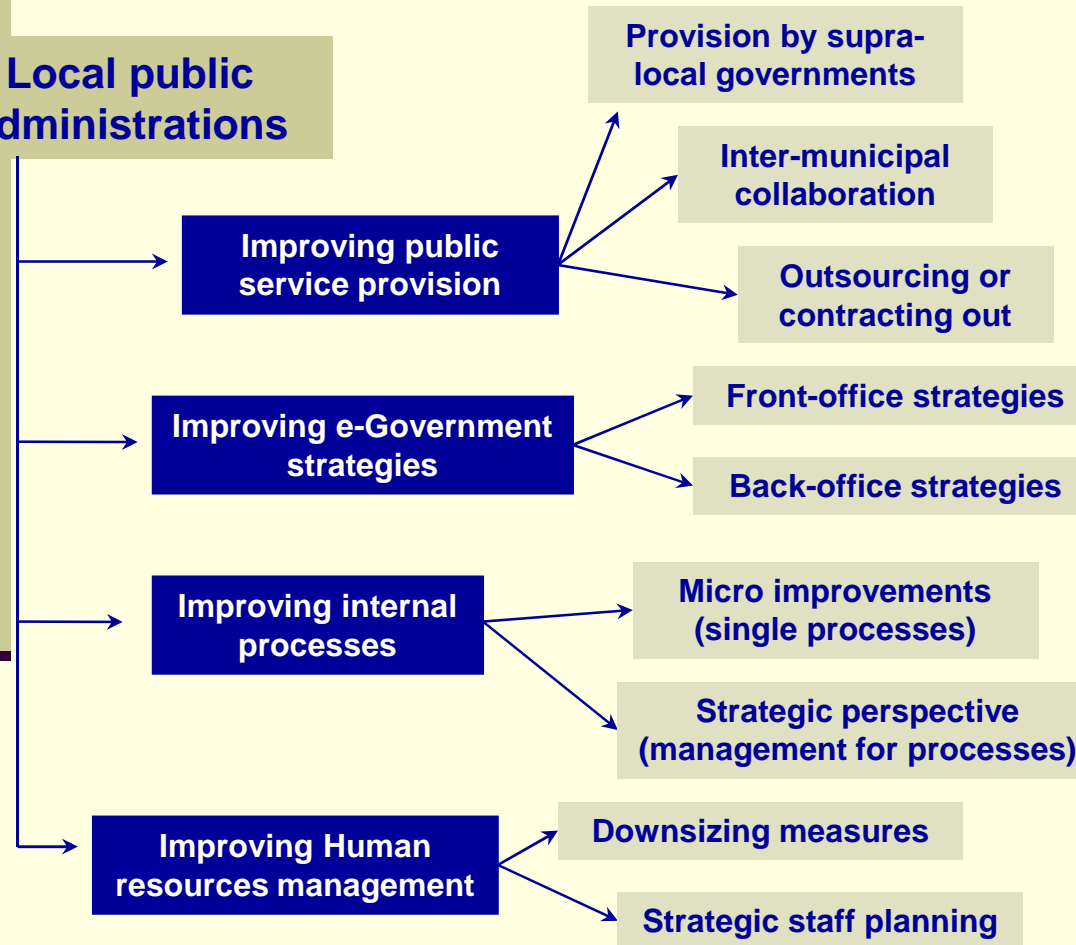 Local public
dministrations
Provision by supra-
local governments
Inter-municipal
collaboration
Improving public
service provision
Outsourcing or
contracting out
Front-office strategies
Improving e-Government
strategies
Back-office strategies
Improving internal
processes
Micro improvements
(single processes)
Strategic perspective
(management for processes)
Improving Human
resources management
Downsizing measures
Strategic staff planning